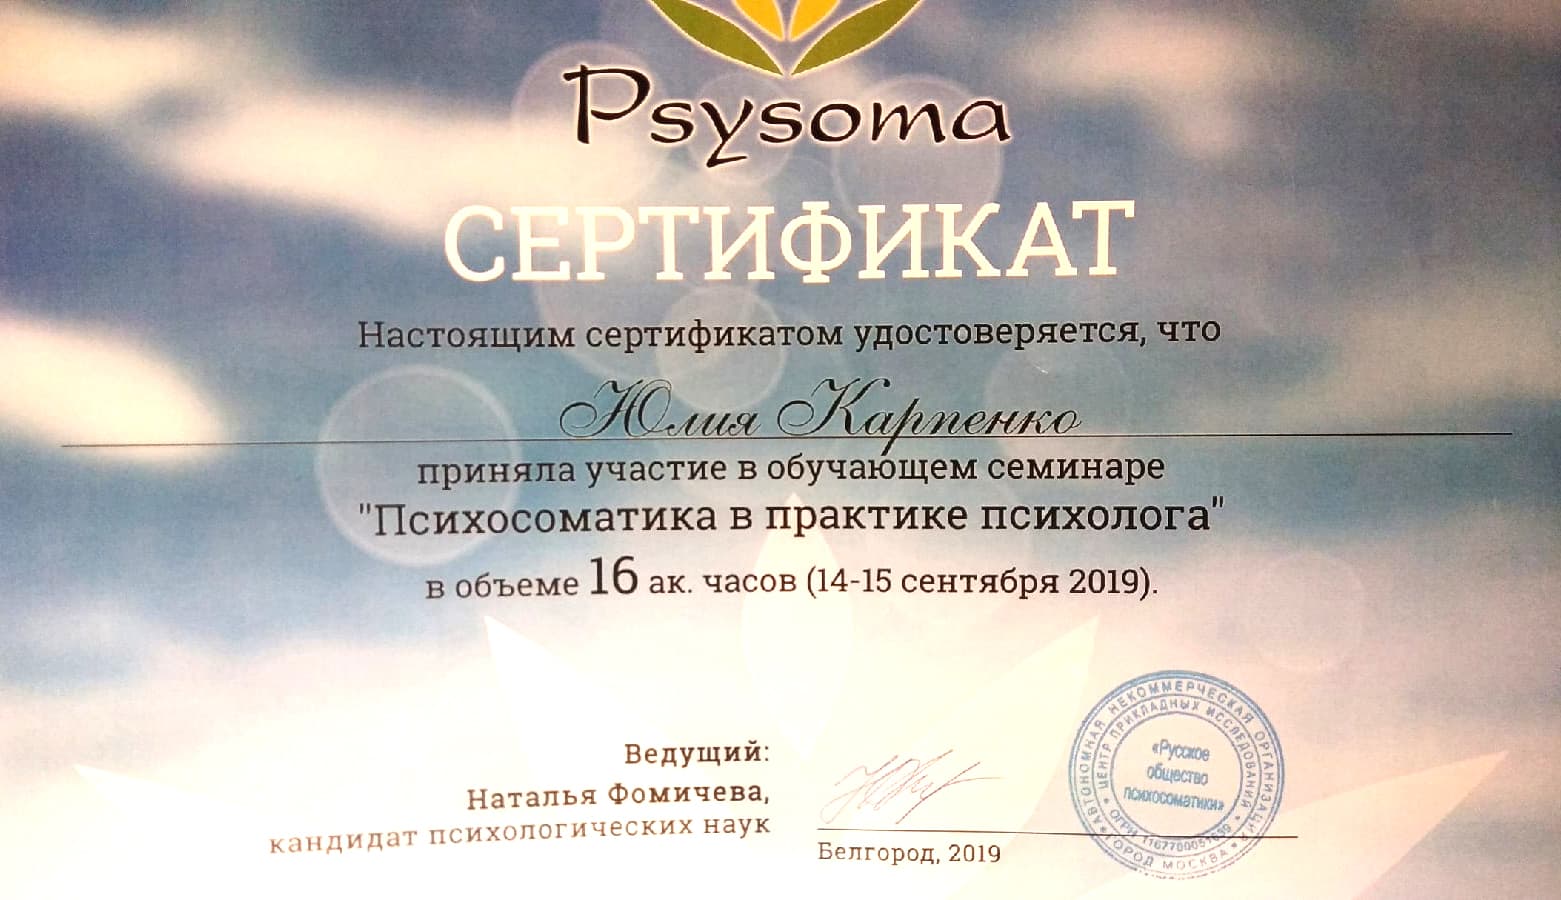 Psysoma
СЕРТИФИКАТ
Настоящим сертификатом удостоверяется, что
Юлия Карпенко
приняла участие в обучающем семинаре
"Психосоматика в практике психолога"
в объеме 16 ак. часов (14-15 сентября 2019).
Ведущий:
Наталья Фомичева,
кандидат психологических наук
Белгород, 2019
АВТОНОМНАЯ НЕКОММЕРЧЕСКАЯ ОРГАНИЗАЦИЯ
ЦЕНТР ПРИКЛАДНЫХ ИССЛЕДОВАНИЙ
«Русское
общество
психосоматики»
ОГРН
ГОРОД МОСКВА